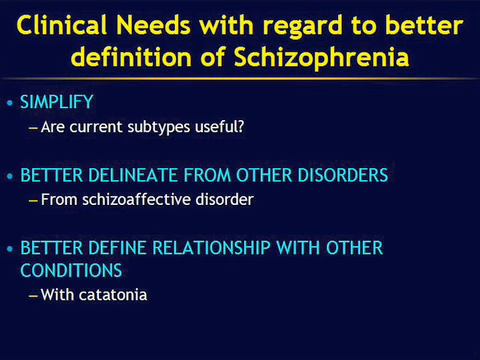 Clinical Needs with regard to better
definition of Schizophrenia
• SIMPLIFY
– Are current subtypes useful?
• BETTER DELINEATE FROM OTHER DISORDERS
– From schizoaffective disorder
• BETTER DEFINE RELATIONSHIP WITH OTHER
CONDITIONS
– With catatonia